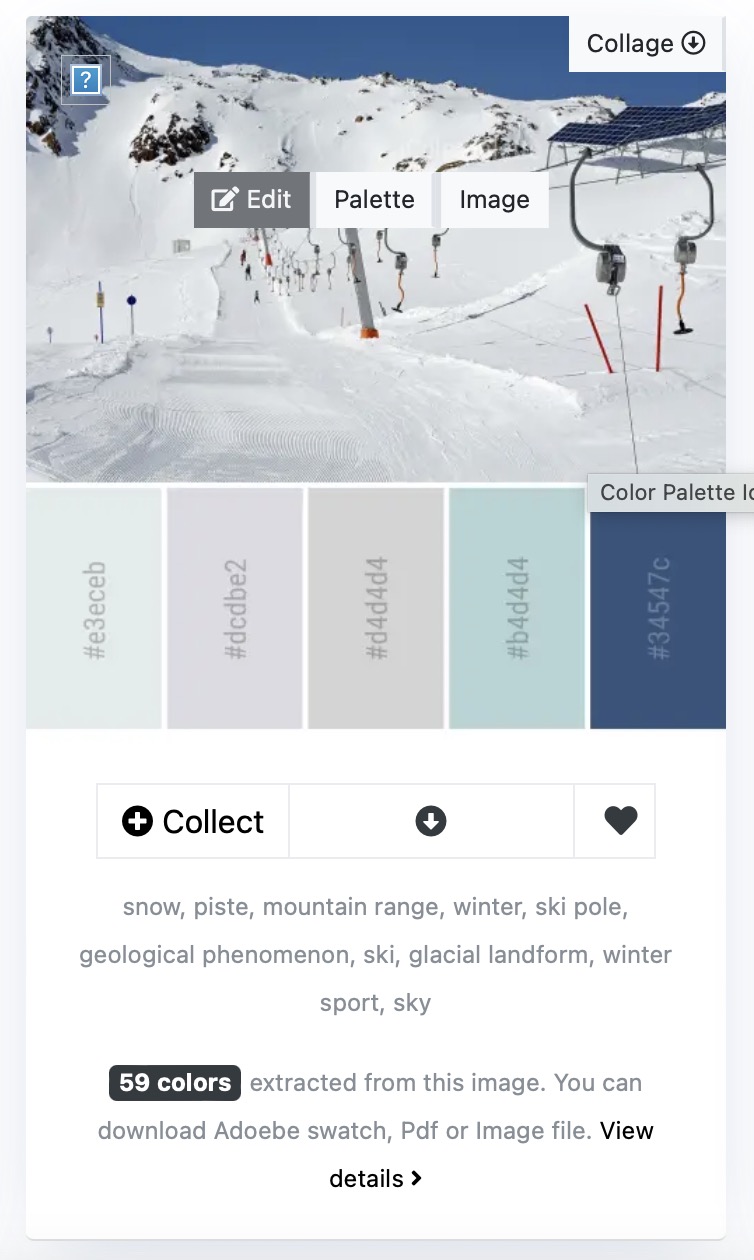 Collage
?
Edit Palette Image
Color Palette
#e3eceb
#dcdbe2
#d4d4d4
#b4d4d4
#34547c
Collect
snow, piste, mountain range, winter, ski pole,
geological phenomenon, ski, glacial landform, winter
sport, sky
59 colors extracted from this image. You can
download Adoebe swatch, Pdf or Image file. View
details